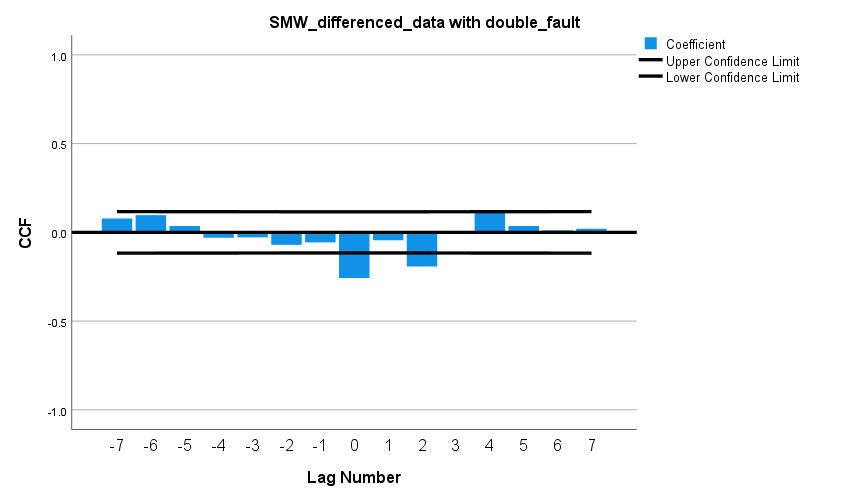 SMW_differenced_data with double_fault
Coefficient
Upper Confidence Limit
Lower Confidence Limit
1.0
0.5
0.0
-0.5
-1.0
CCF
-7 -6 -5 -4 -3 -2 -1 0 1 2 3 4 5 6 7
Lag Number